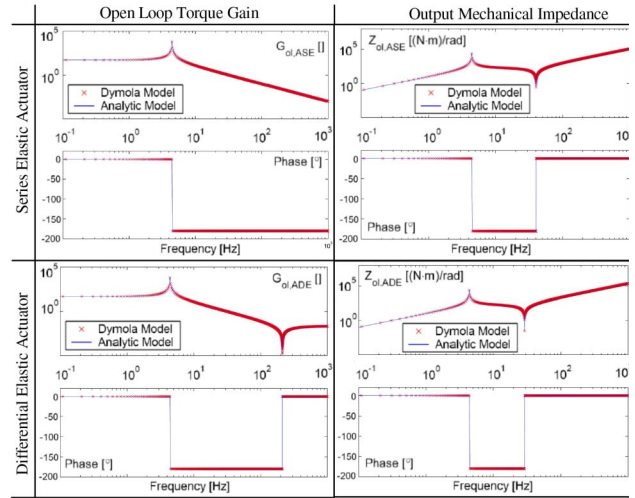 Open Loop Torque Gain
Output Mechanical Impedance
Series Elastic Actuator
10^5
10^0
G_ol,ASE []
× Dymola Model
Analytic Model
10^-1 10^0 10^1 10^2 10^3
0
-50
-100
-150
-200
Phase [°]
Frequency [Hz]
10^5
10^0
Z_ol,ASE [(N·m)/rad]
× Dymola Model
Analytic Model
10^-1 10^0 10^1 10^2 10^3
0
-50
-100
-150
-200
Phase [°]
Frequency [Hz]
Differential Elastic Actuator
10^5
10^0
G_ol,ADE []
× Dymola Model
Analytic Model
10^-1 10^0 10^1 10^2 10^3
0
-50
-100
-150
-200
Phase [°]
Frequency [Hz]
10^5
10^0
Z_ol,ADE [(N·m)/rad]
× Dymola Model
Analytic Model
10^-1 10^0 10^1 10^2 10^3
0
-50
-100
-150
-200
Phase [°]
Frequency [Hz]